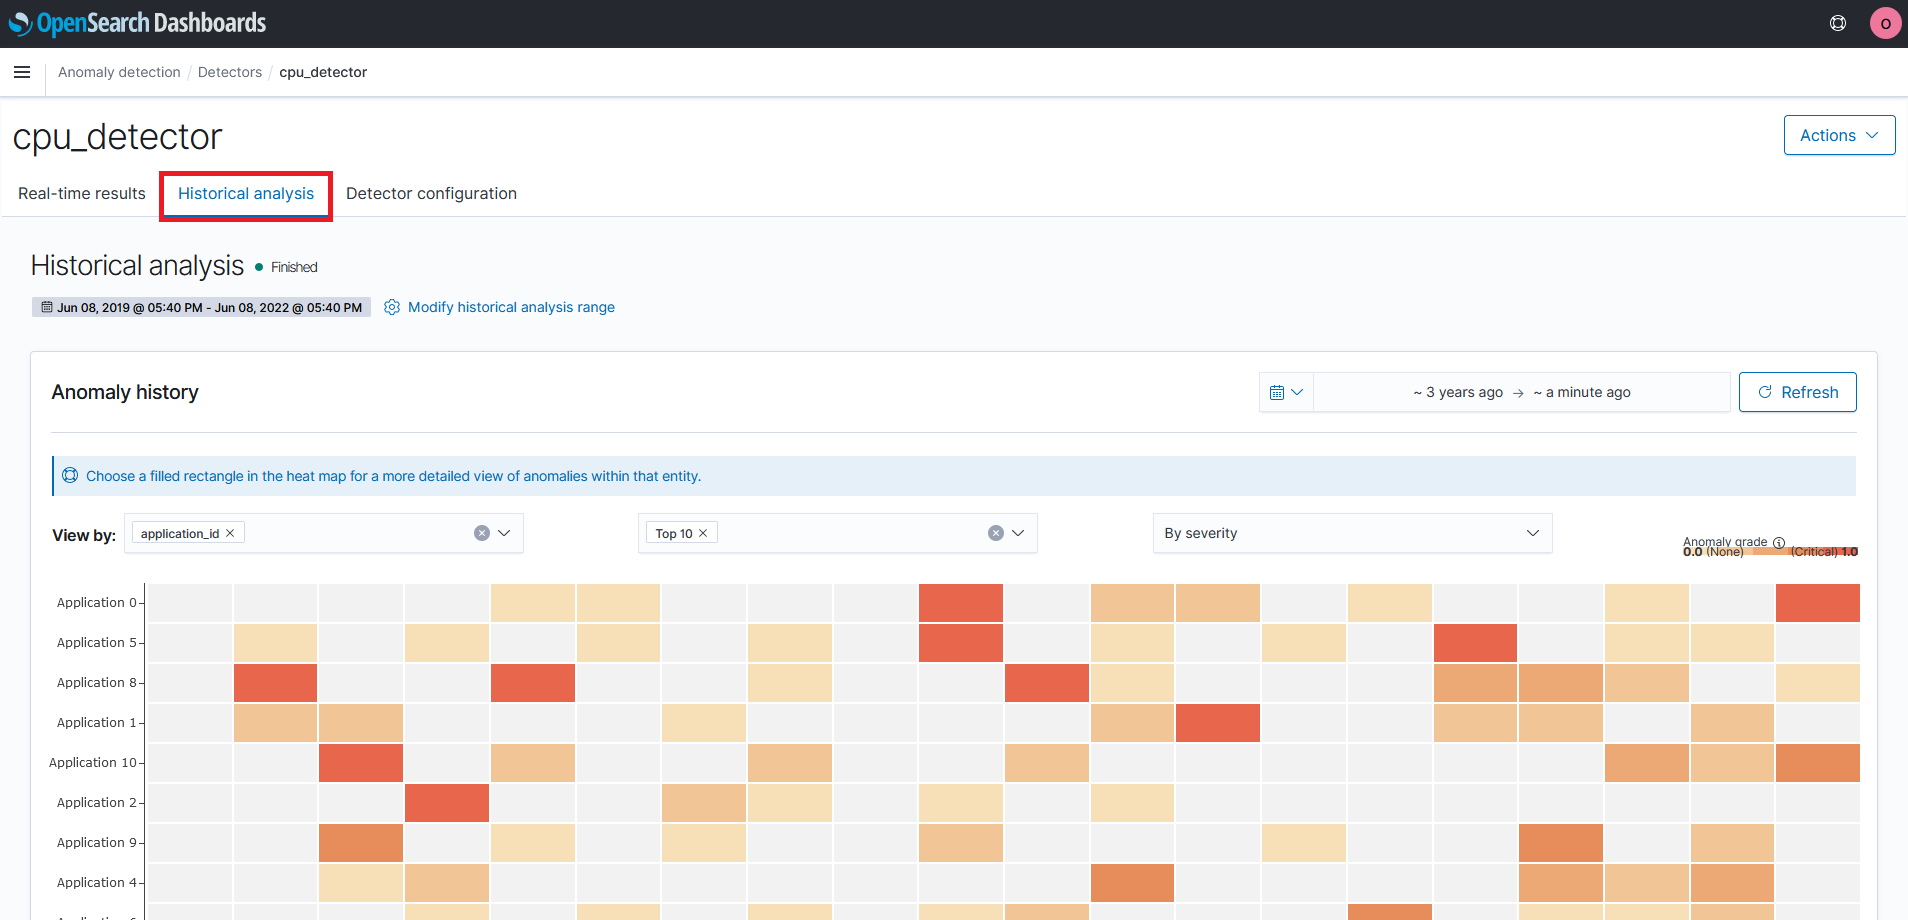 OpenSearch Dashboards
O
Anomaly detection / Detectors / cpu_detector
cpu_detector
Actions
Real-time results
Historical analysis
Detector configuration
Historical analysis
Finished
Jun 08, 2019 @ 05:40 PM - Jun 08, 2022 @ 05:40 PM
Modify historical analysis range
Anomaly history
~ 3 years ago → ~ a minute ago
Refresh
Choose a filled rectangle in the heat map for a more detailed view of anomalies within that entity.
View by:
application_id
Top 10
By severity
Anomaly grade
0.0 (None)
(Critical) 1.0
Application 0
Application 5
Application 8
Application 1
Application 10
Application 2
Application 9
Application 4